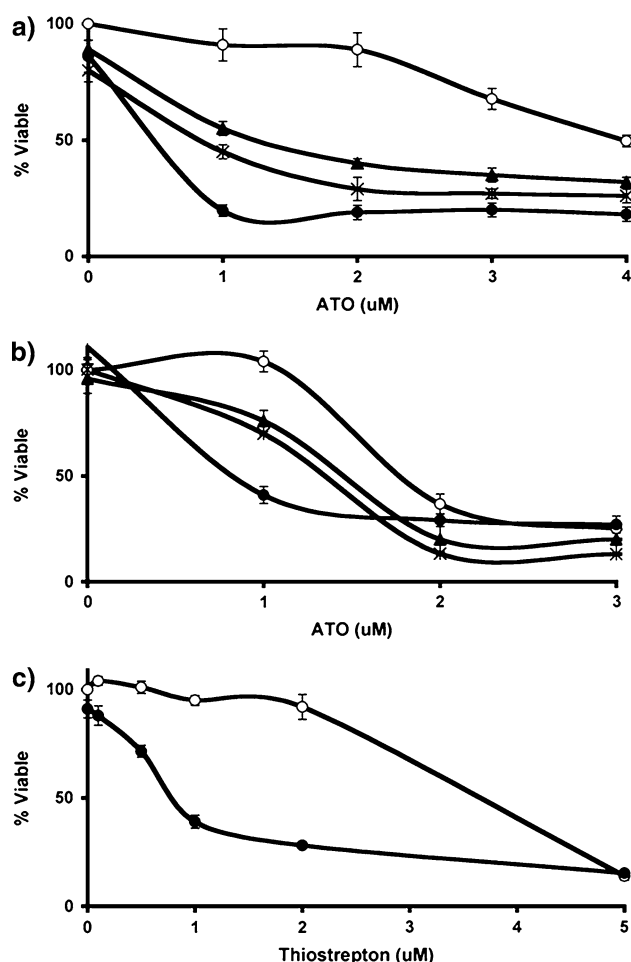 a)
100
50
0
% Viable
0 1 2 3 4
ATO (uM)
b)
100
50
0
% Viable
0 1 2 3
ATO (uM)
c)
100
50
0
% Viable
0 1 2 3 4 5
Thiostrepton (uM)